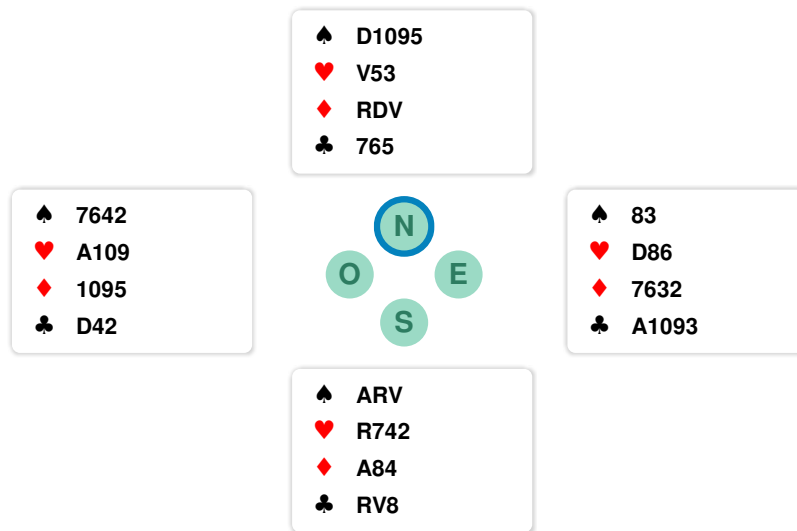 ♠ D1095
♥ V53
♦ RDV
♣ 765
♠ 7642
♥ A109
♦ 1095
♣ D42
N
O
E
S
♠ 83
♥ D86
♦ 7632
♣ A1093
♠ ARV
♥ R742
♦ A84
♣ RV8